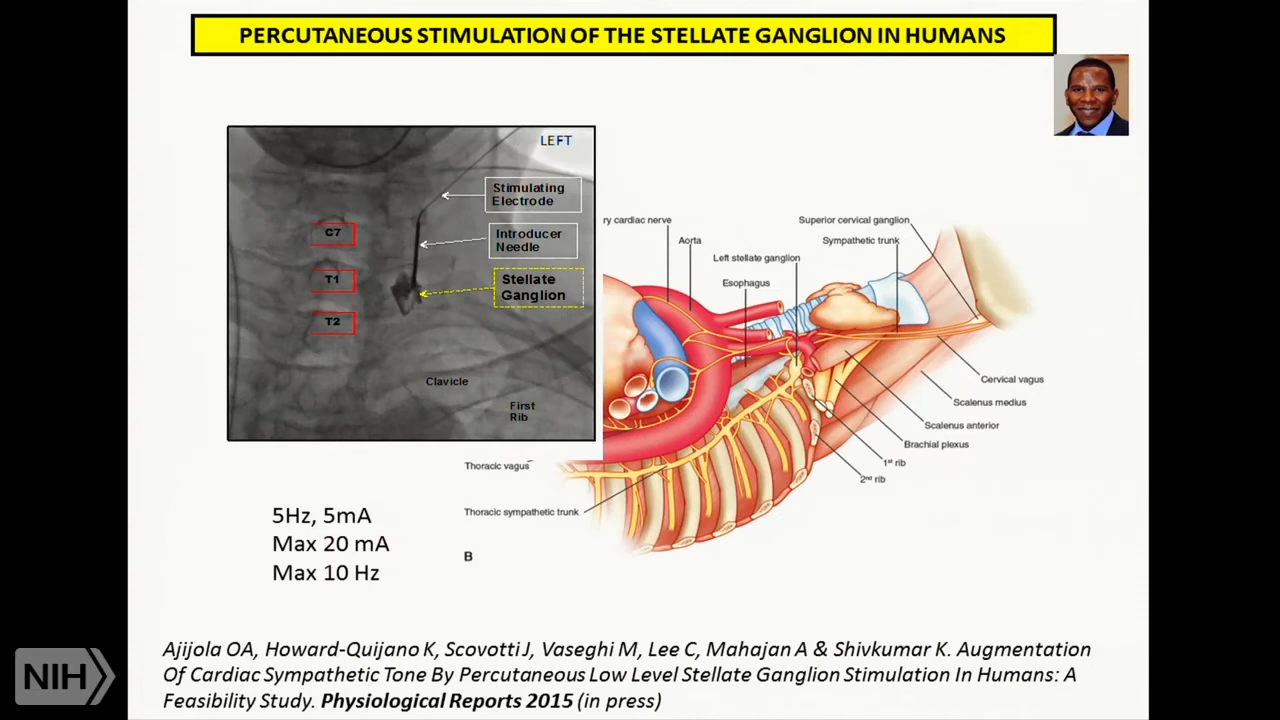 PERCUTANEOUS STIMULATION OF THE STELLATE GANGLION IN HUMANS
LEFT
Stimulating
Electrode
C7
Introducer
Needle
T1
Stellate
Ganglion
T2
Clavicle
First
Rib
ry cardiac nerve
Aorta
Left stellate ganglion
Esophagus
Superior cervical ganglion
Sympathetic trunk
Cervical vagus
Scalenus medius
Scalenus anterior
Brachial plexus
1st rib
2nd rib
Thoracic vagus
Thoracic sympathetic trunk
B
5Hz, 5mA
Max 20 mA
Max 10 Hz
Ajijola OA, Howard-Quijano K, Scovotti J, Vaseghi M, Lee C, Mahajan A & Shivkumar K. Augmentation
Of Cardiac Sympathetic Tone By Percutaneous Low Level Stellate Ganglion Stimulation In Humans: A
Feasibility Study. Physiological Reports 2015 (in press)
NIH